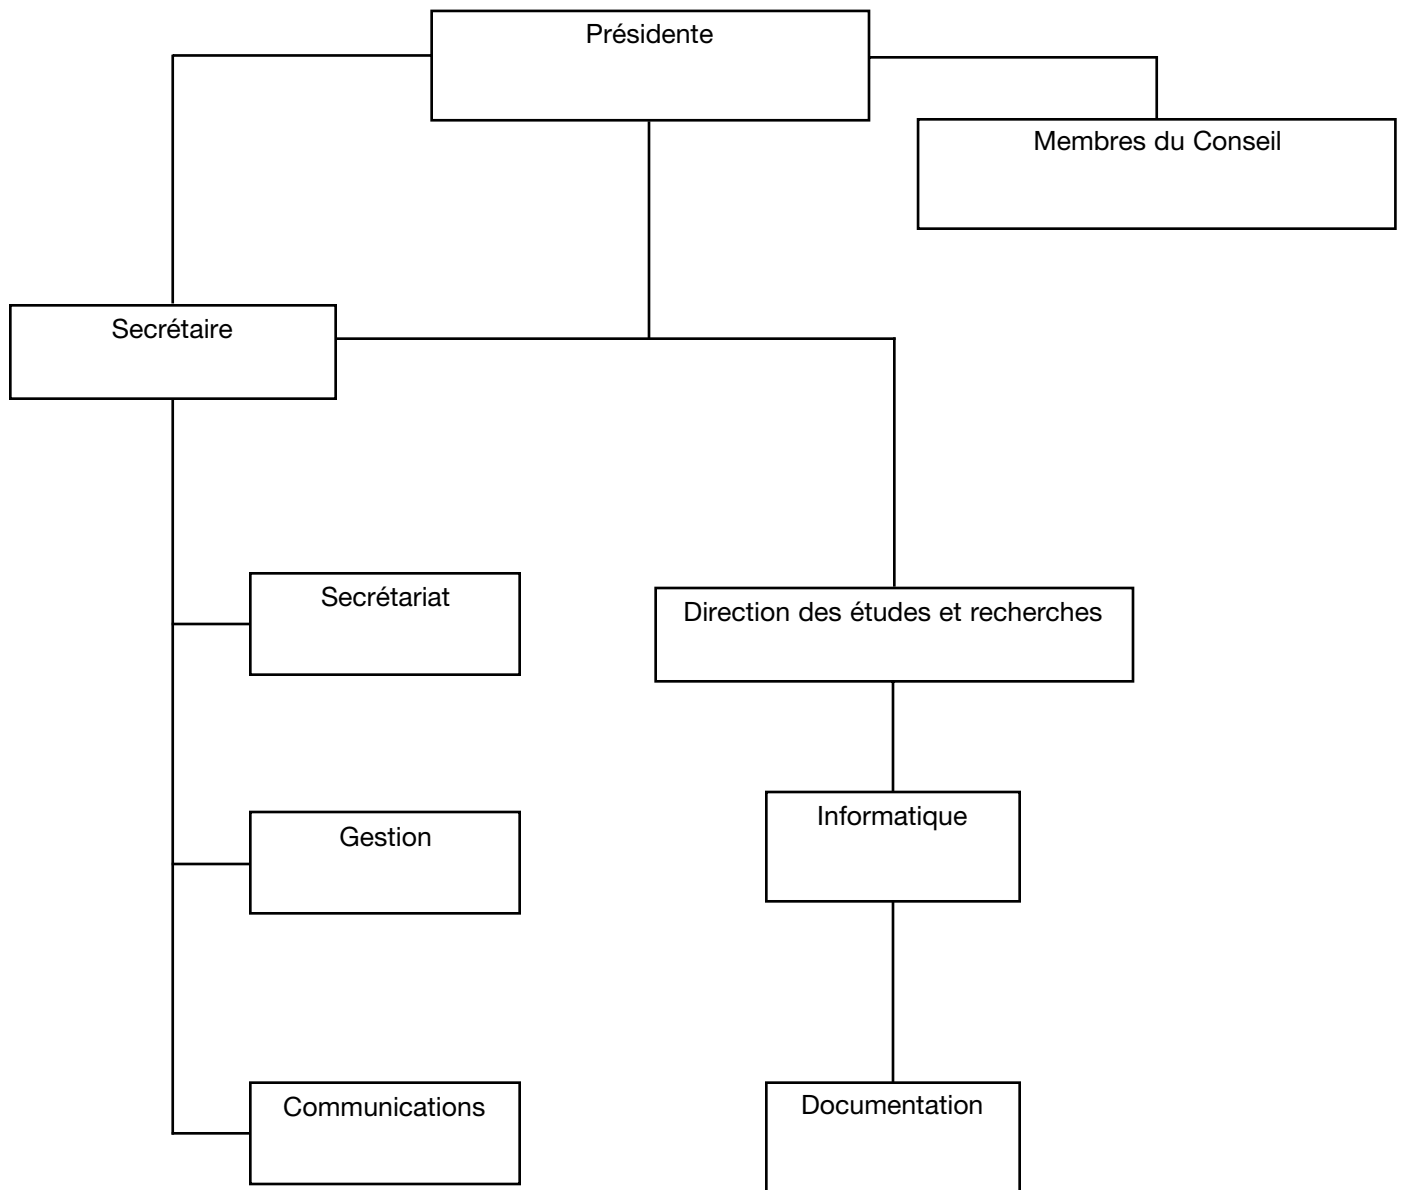 Présidente
Membres du Conseil
Secrétaire
Secrétariat
Direction des études et recherches
Gestion
Informatique
Communications
Documentation